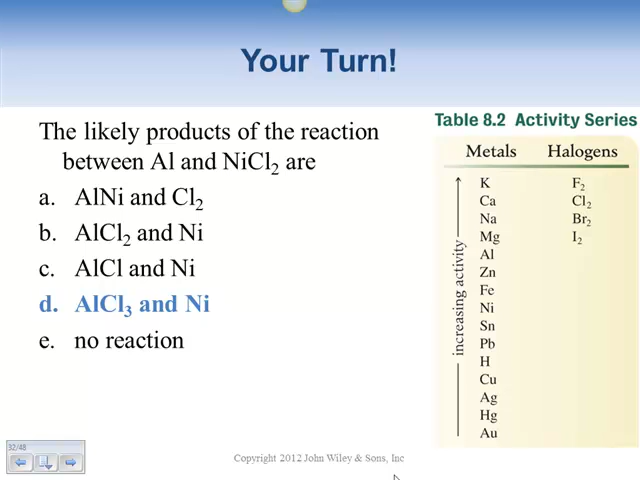 Your Turn!
The likely products of the reaction
between Al and NiCl₂ are
a. AlNi and Cl₂
b. AlCl₂ and Ni
c. AlCl and Ni
d. AlCl₃ and Ni
e. no reaction
Table 8.2 Activity Series
Metals Halogens
K F₂
Ca Cl₂
Na Br₂
Mg I₂
Al
Zn
Fe
Ni
Sn
Pb
H
Cu
Ag
Hg
Au
increasing activity
32/48
Copyright 2012 John Wiley & Sons, Inc